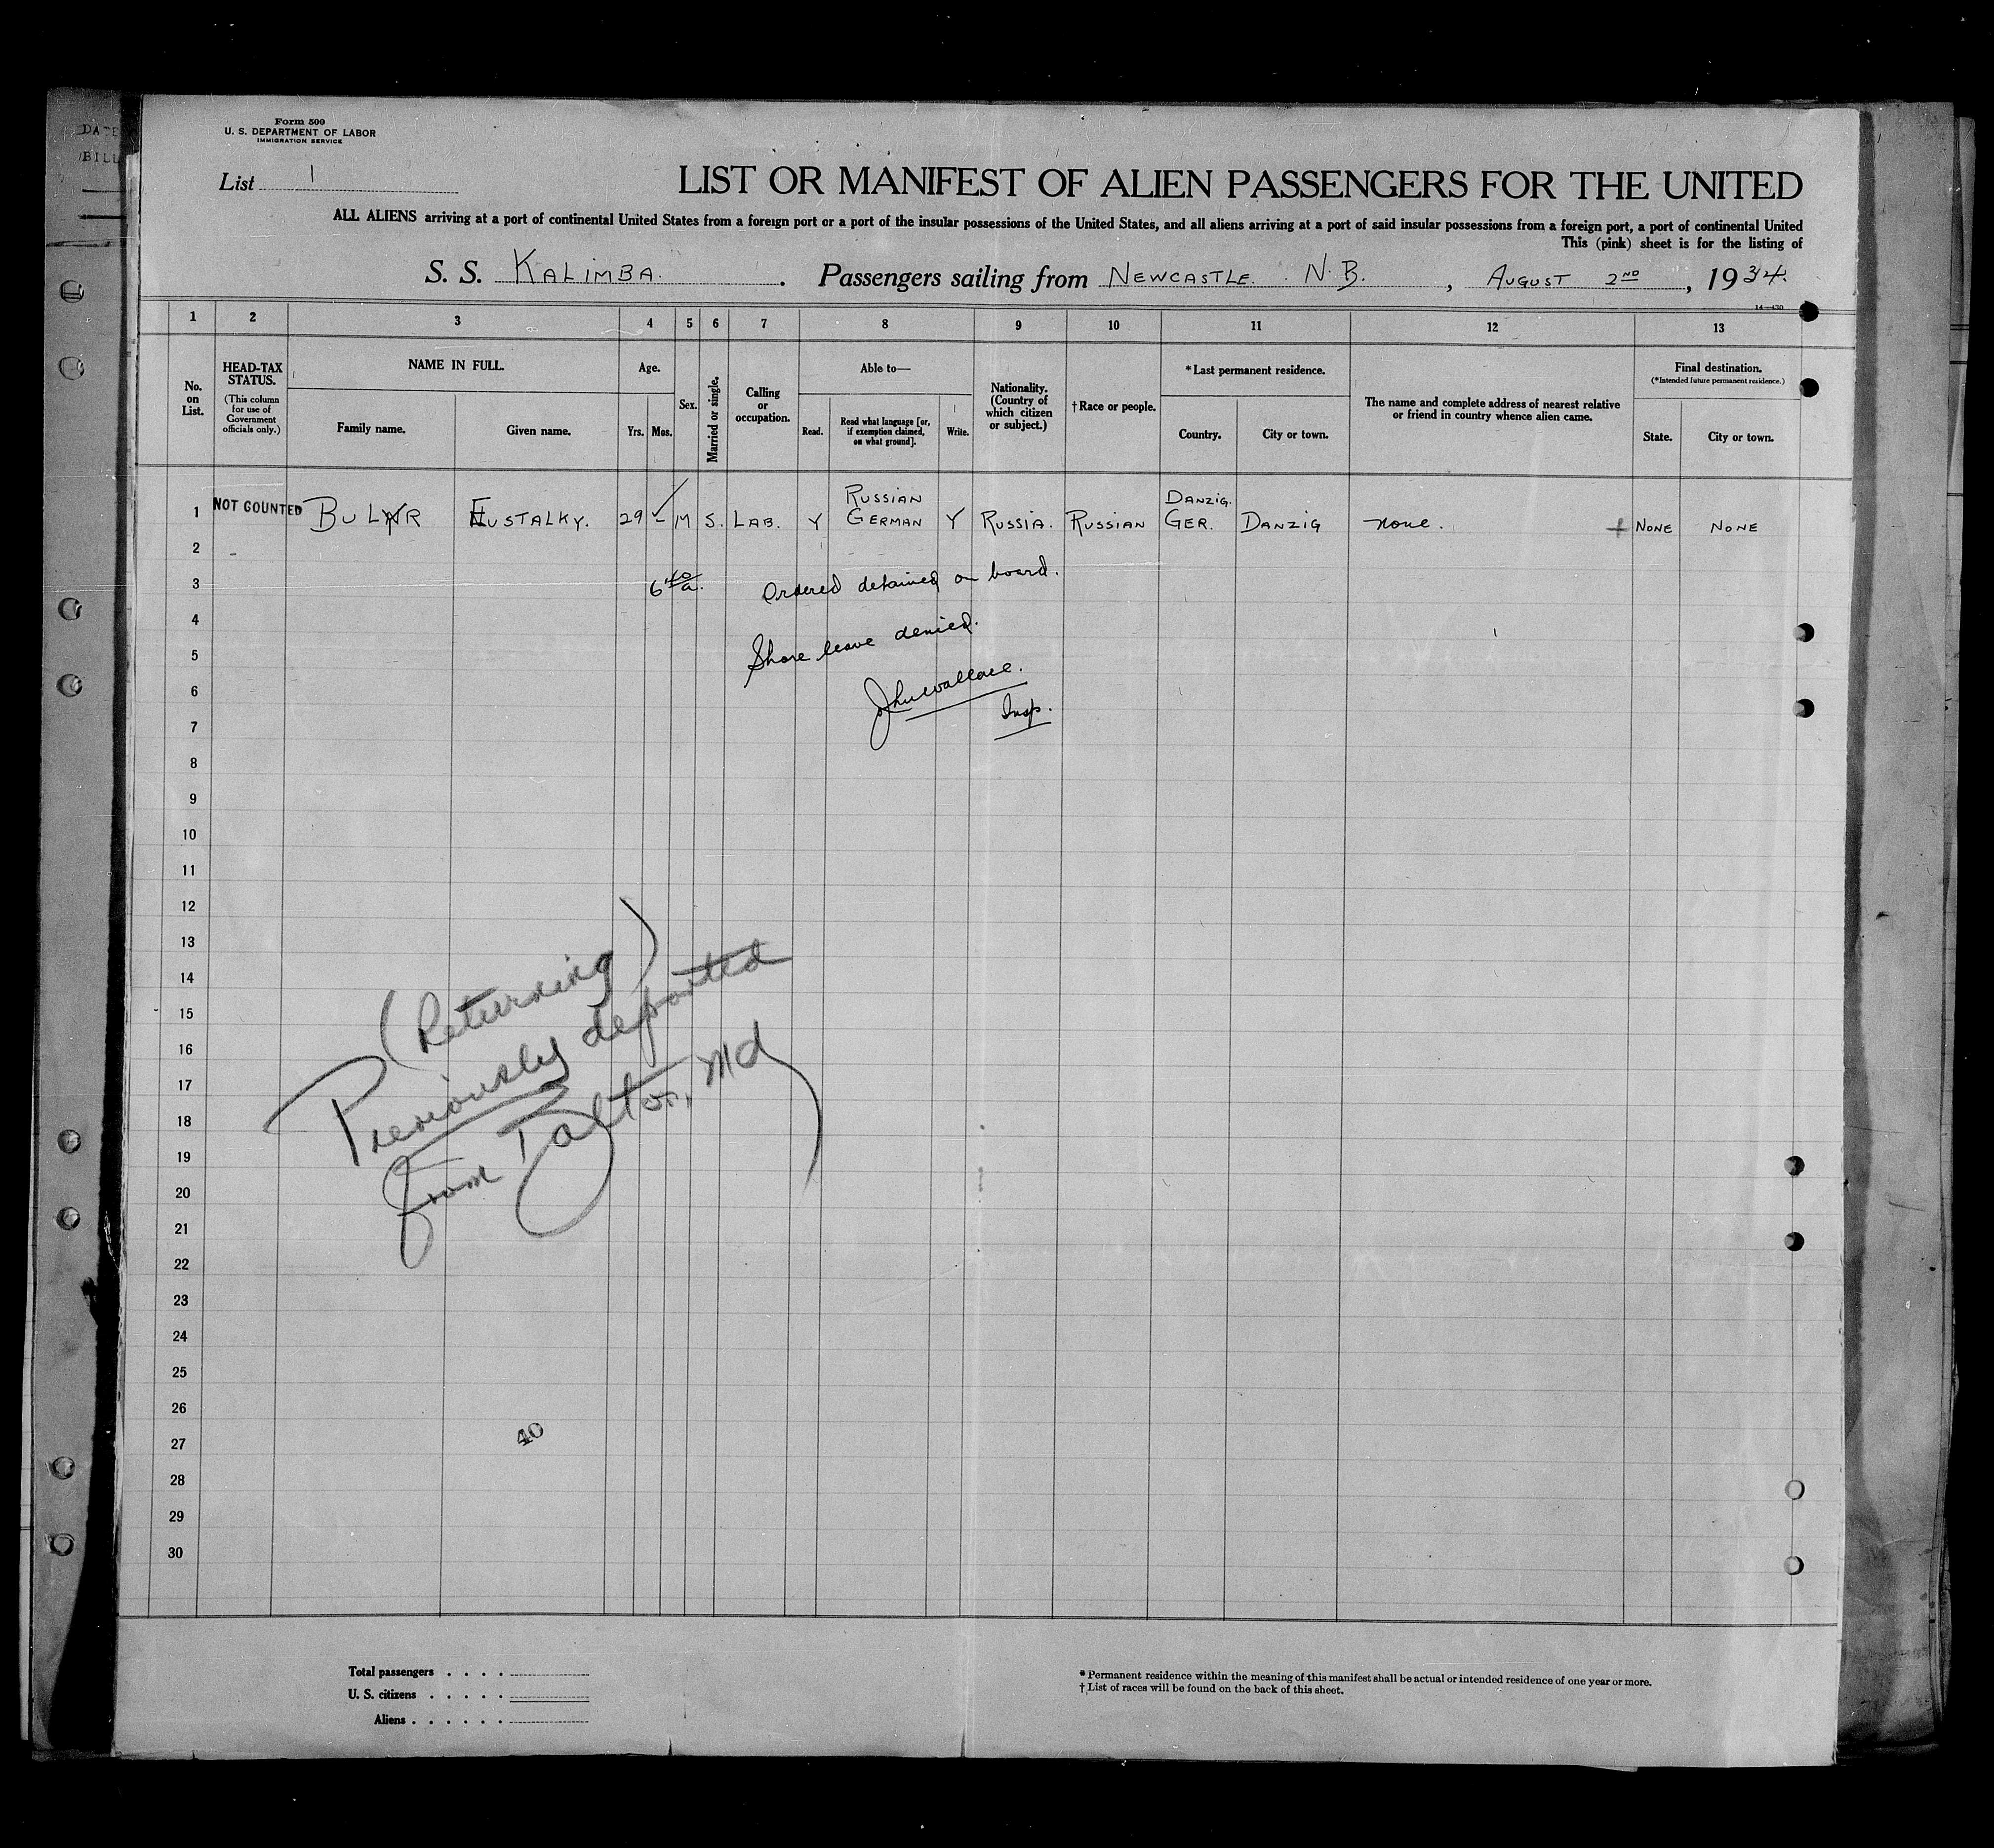 DATE
BILL
Form 500
U. S. DEPARTMENT OF LABOR
IMMIGRATION SERVICE
List 1
LIST OR MANIFEST OF ALIEN PASSENGERS FOR THE UNITED
ALL ALIENS arriving at a port of continental United States from a foreign port or a port of the insular possessions of the United States, and all aliens arriving at a port of said insular possessions from a foreign port, a port of continental United
This (pink) sheet is for the listing of
S. S. KALIMBA. Passengers sailing from NEWCASTLE. N. B. , AUGUST 2ND , 1934.
14—430
1 2 3 4 5 6 7 8 9 10 11 12 13
No. on List.
HEAD-TAX STATUS.
(This column for use of Government officials only.)
NAME IN FULL.
Family name. Given name.
Age.
Yrs. Mos.
Sex.
Married or single.
Calling or occupation.
Able to—
Read. Read what language [or, if exemption claimed, on what ground]. Write.
Nationality. (Country of which citizen or subject.)
†Race or people.
*Last permanent residence.
Country. City or town.
The name and complete address of nearest relative or friend in country whence alien came.
Final destination.
(*Intended future permanent residence.)
State. City or town.
1 NOT COUNTED EUSTALKY. 29 - M S. LAB. Y RUSSIAN GERMAN Y RUSSIA. RUSSIAN DANZIG. GER. DANZIG none. NONE NONE
2
3 Ordered detained on board.
4
5 Shore leave denied.
6 Wallace.
7 Insp.
8
9
10
11
12
13
14 (Returning)
15
16 Previously deported
17
18 from Md)
19
20
21
22
23
24
25
26
27 40
28
29
30
Total passengers
U. S. citizens
Aliens
* Permanent residence within the meaning of this manifest shall be actual or intended residence of one year or more.
† List of races will be found on the back of this sheet.